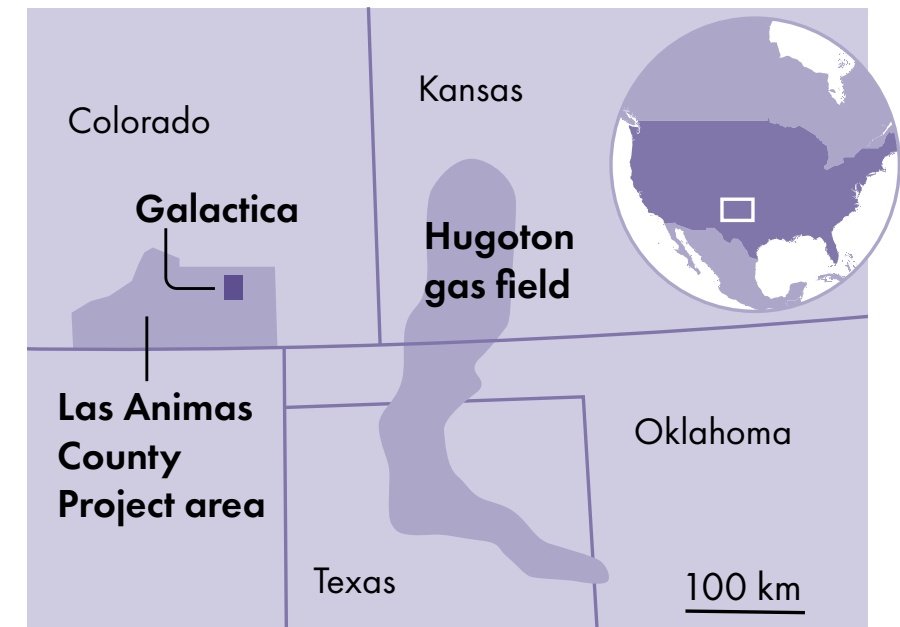 Kansas
Colorado
Galactica
Hugoton
gas field
Las Animas
County
Project area
Oklahoma
Texas
100 km